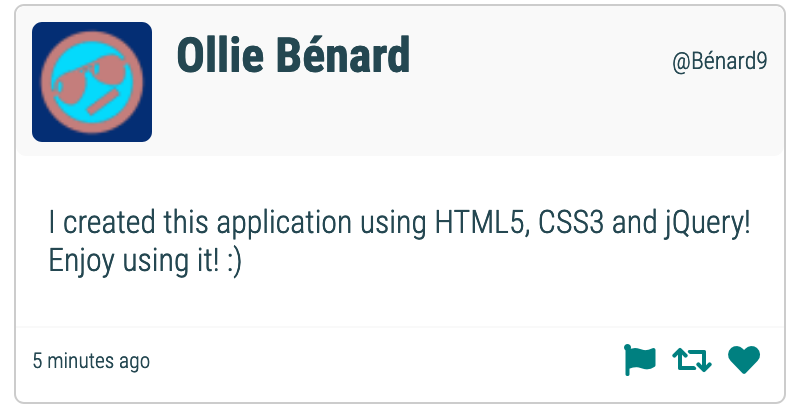 Ollie Bénard
@Bénard9
I created this application using HTML5, CSS3 and jQuery!
Enjoy using it! :)
5 minutes ago